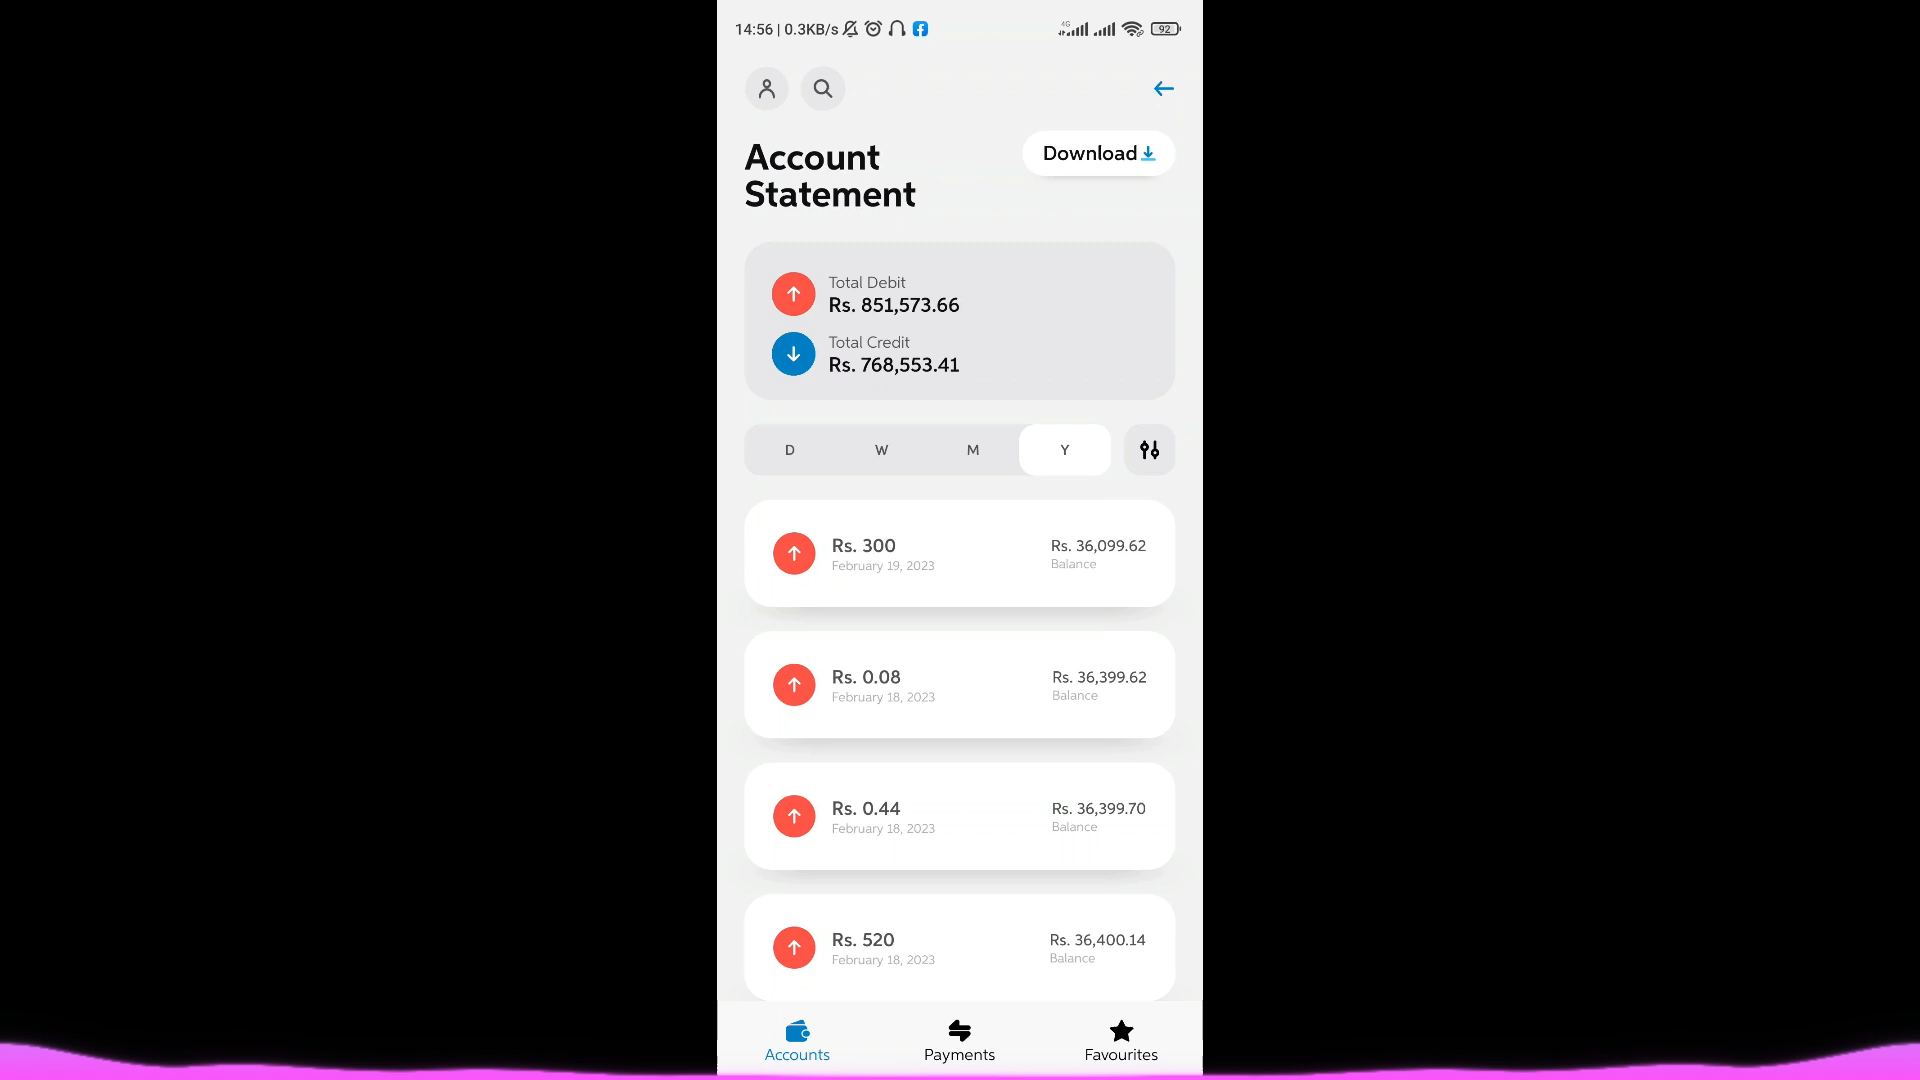 14:56 | 0.3KB/s 4G 92
Account
Statement
Download
Total Debit
Rs. 851,573.66
Total Credit
Rs. 768,553.41
D W M Y
Rs. 300 Rs. 36,099.62
February 19, 2023 Balance
Rs. 0.08 Rs. 36,399.62
February 18, 2023 Balance
Rs. 0.44 Rs. 36,399.70
February 18, 2023 Balance
Rs. 520 Rs. 36,400.14
February 18, 2023 Balance
Accounts Payments Favourites